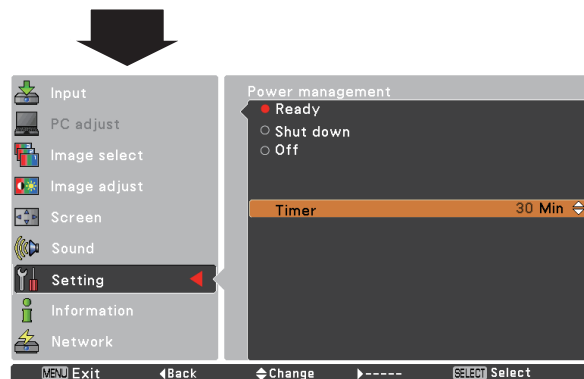 Input
PC adjust
Image select
Image adjust
Screen
Sound
Setting
Information
Network
Power management
Ready
Shut down
Off
Timer 30 Min
MENU Exit Back Change ----- SELECT Select